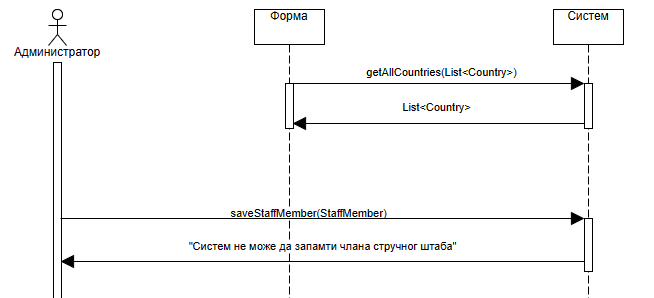 Форма
Систем
Администратор
getAllCountries(List<Country>)
List<Country>
saveStaffMember(StaffMember)
"Систем не може да запамти члана стручног штаба"